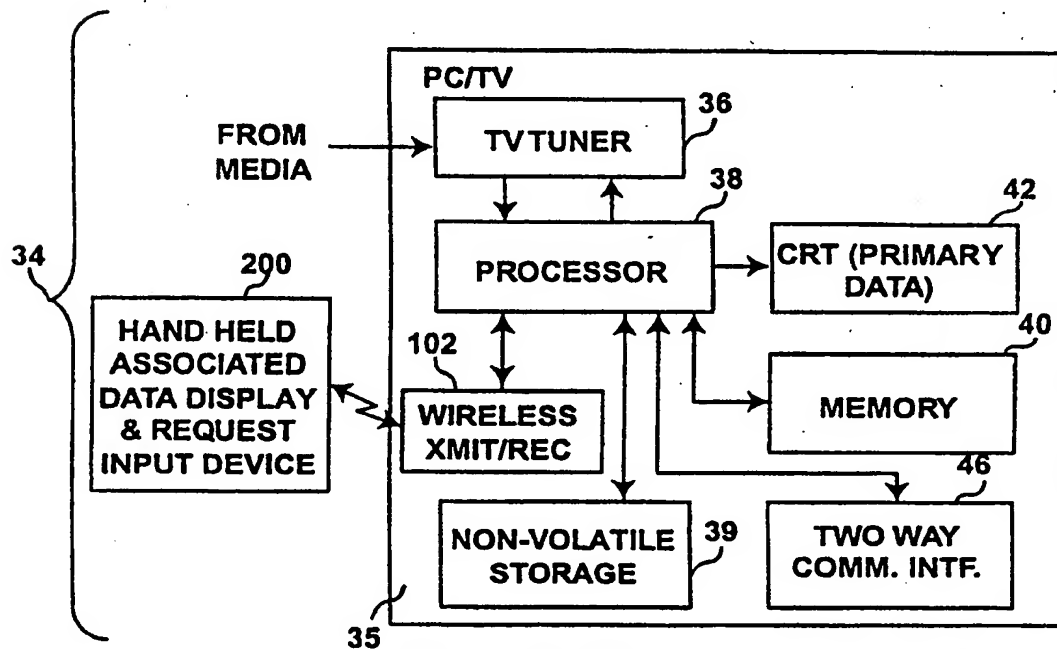 PC/TV
36
TV TUNER
FROM
MEDIA
38
42
PROCESSOR
CRT (PRIMARY
DATA)
34
200
HAND HELD
ASSOCIATED
DATA DISPLAY
& REQUEST
INPUT DEVICE
102
WIRELESS
XMIT/REC
40
MEMORY
46
NON-VOLATILE
STORAGE
39
TWO WAY
COMM. INTF.
35